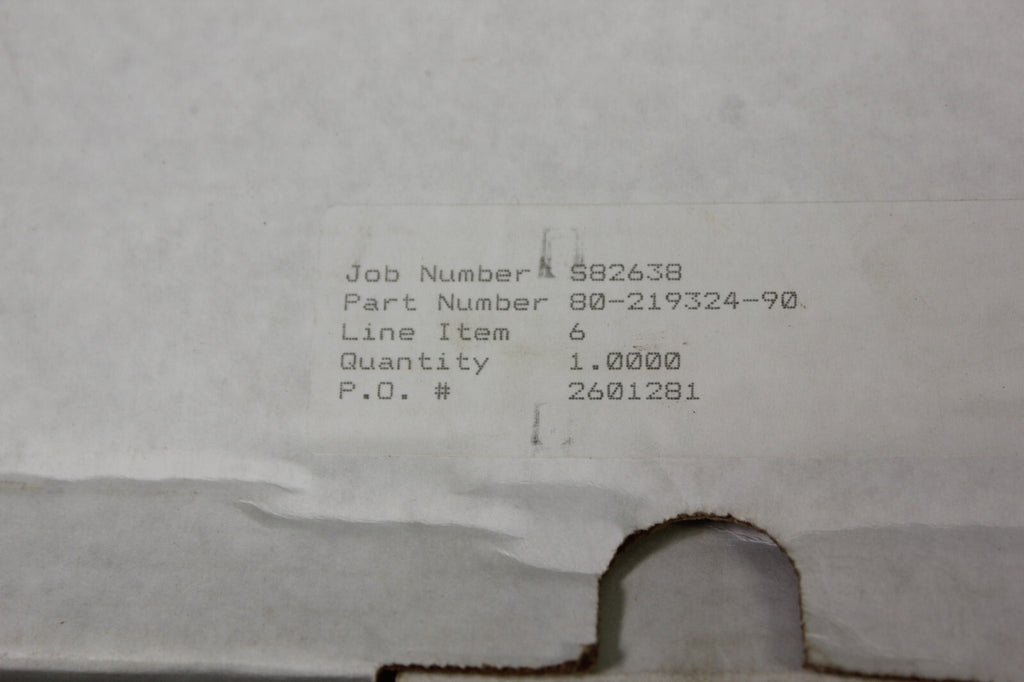 Job Number S82638
Part Number 80-219324-90
Line Item 6
Quantity 1.0000
P.O. # 2601281